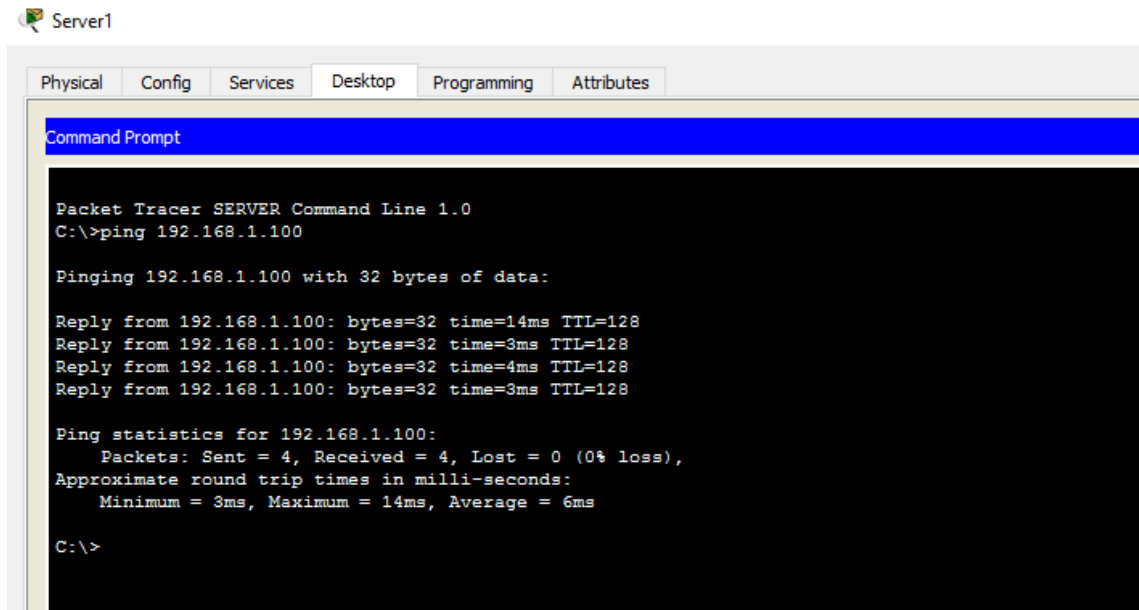 Server1
Physical Config Services Desktop Programming Attributes
Command Prompt
Packet Tracer SERVER Command Line 1.0
C:\>ping 192.168.1.100
Pinging 192.168.1.100 with 32 bytes of data:
Reply from 192.168.1.100: bytes=32 time=14ms TTL=128
Reply from 192.168.1.100: bytes=32 time=3ms TTL=128
Reply from 192.168.1.100: bytes=32 time=4ms TTL=128
Reply from 192.168.1.100: bytes=32 time=3ms TTL=128
Ping statistics for 192.168.1.100:
Packets: Sent = 4, Received = 4, Lost = 0 (0% loss),
Approximate round trip times in milli-seconds:
Minimum = 3ms, Maximum = 14ms, Average = 6ms
C:\>